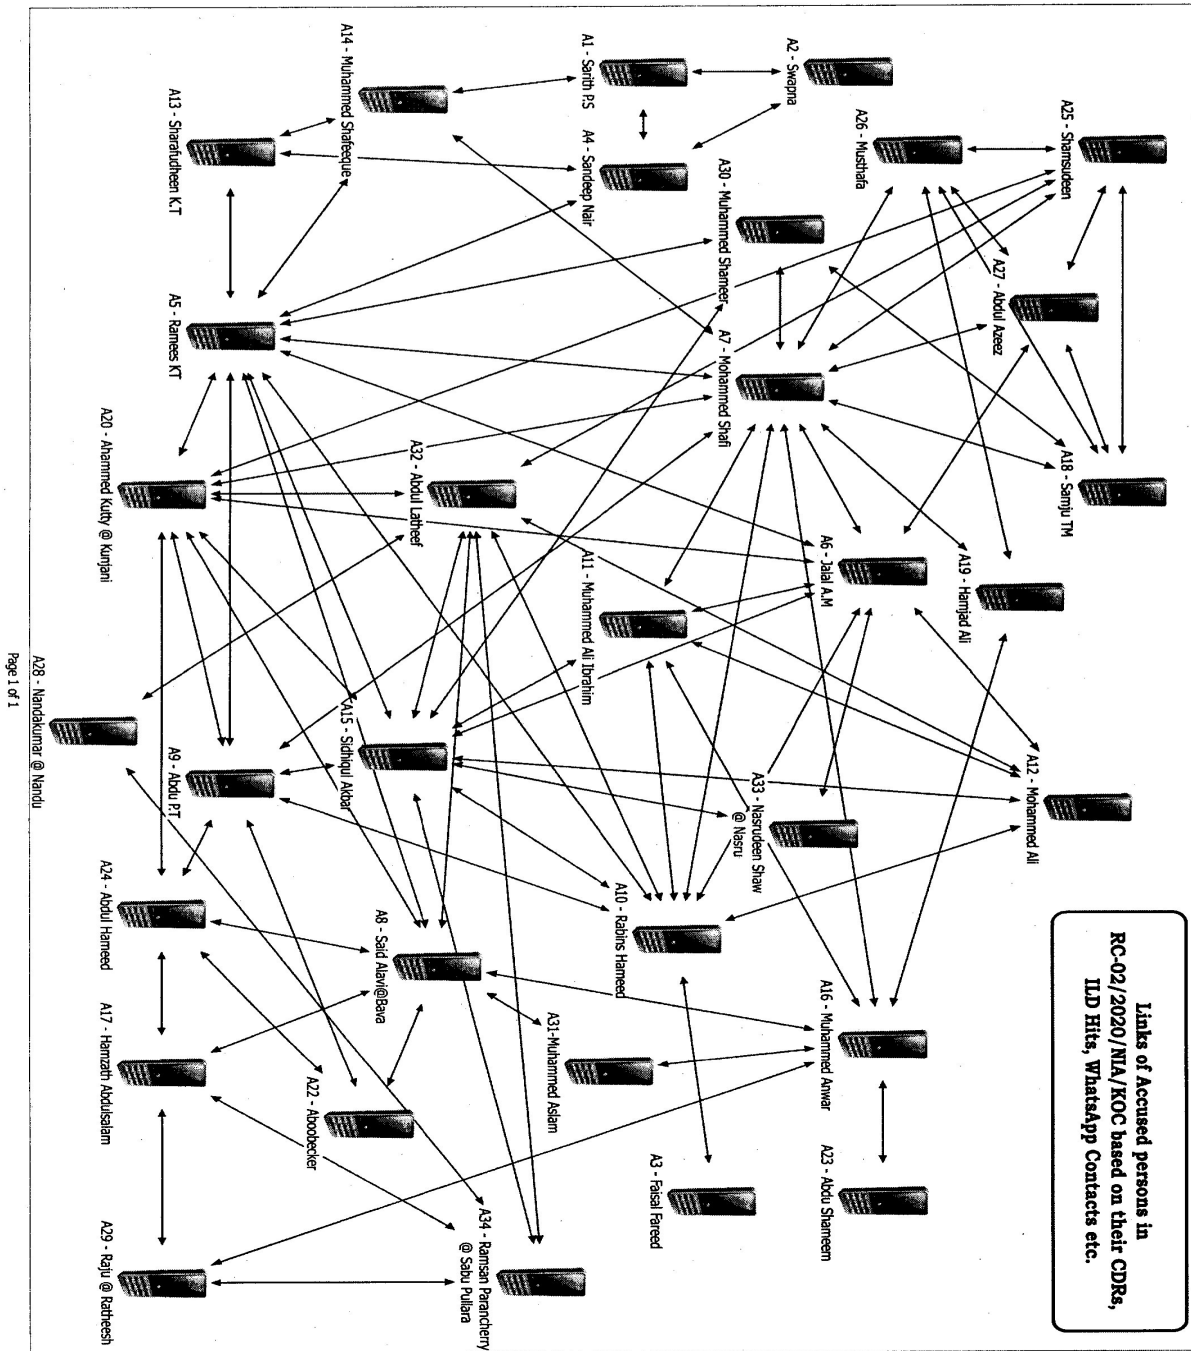 Links of Accused persons in
RC-02/2020/NIA/KOC based on their CDRs,
ILD Hits, WhatsApp Contacts etc.
A25 - Shamsudeen
A18 - Samju TM
A12 - Mohammed Ali
A27 - Abdul Azeez
A19 - Hamjad Ali
A2 - Swapna
A26 - Musthafa
A6 - Jalal A.M
A33 - Nasrudeen Shaw
@ Nasru
A16 - Muhammed Anwar
A23 - Abdu Shameem
A30 - Muhammed Shameer
A7 - Mohammed Shafi
A1 - Sarith P.S
A4 - Sandeep Nair
A11 - Muhammed Ali Ibrahim
A10 - Rabins Hameed
A3 - Faisal Fareed
A31-Muhammed Aslam
A32 - Abdul Latheef
A34 - Ramsan Parancherry
@ Sabu Pullara
A14 - Muhammed Shafeeque
A15 - Sidhiqul Akbar
A8 - Said Alavi@Bava
A22 - Aboobecker
A13 - Sharafudheen K.T
A5 - Ramees KT
A9 - Abdu P.T
A20 - Ahammed Kutty @ Kunjani
A24 - Abdul Hameed
A17 - Hamzath Abdulsalam
A29 - Raju @ Ratheesh
A28 - Nandakumar @ Nandu
Page 1 of 1